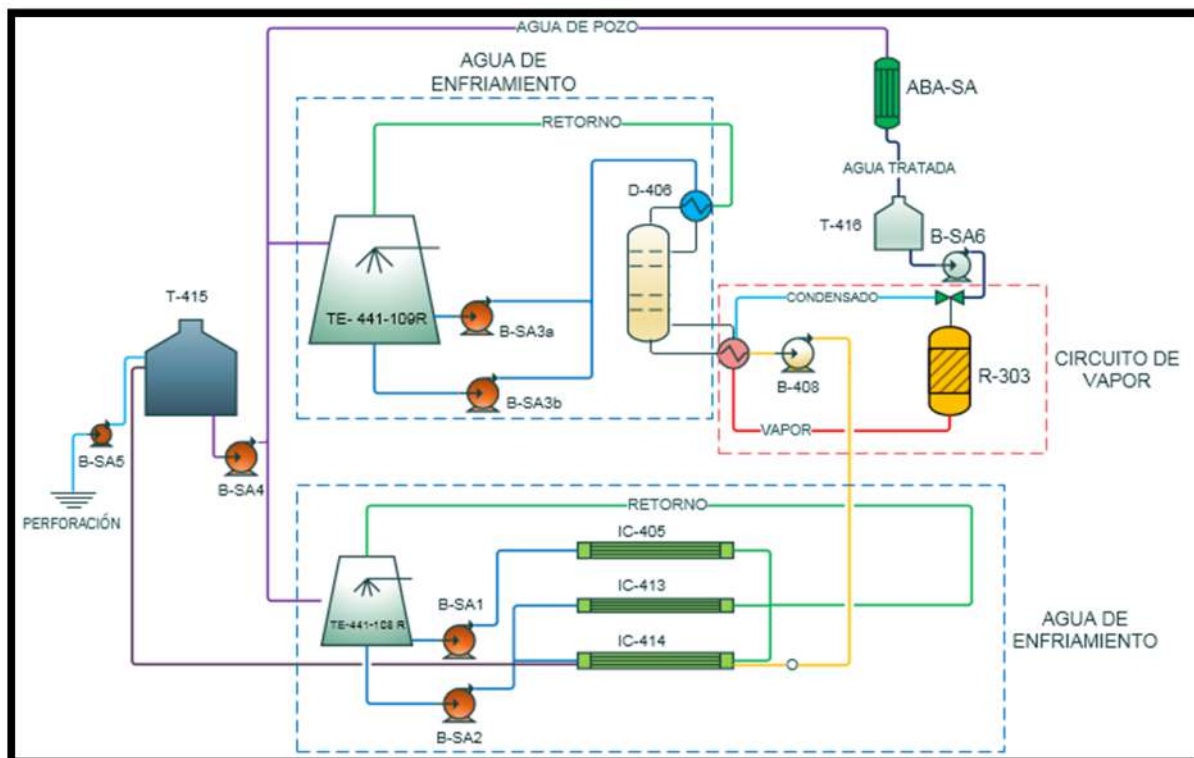 AGUA DE POZO
AGUA DE
ENFRIAMIENTO
RETORNO
ABA-SA
AGUA TRATADA
T-416
B-SA6
D-406
TE- 441-109R
B-SA3a
B-SA3b
CONDENSADO
B-408
R-303
VAPOR
CIRCUITO DE
VAPOR
T-415
B-SA5
B-SA4
PERFORACIÓN
RETORNO
IC-405
IC-413
IC-414
TE-441-108 R
B-SA1
B-SA2
AGUA DE
ENFRIAMIENTO